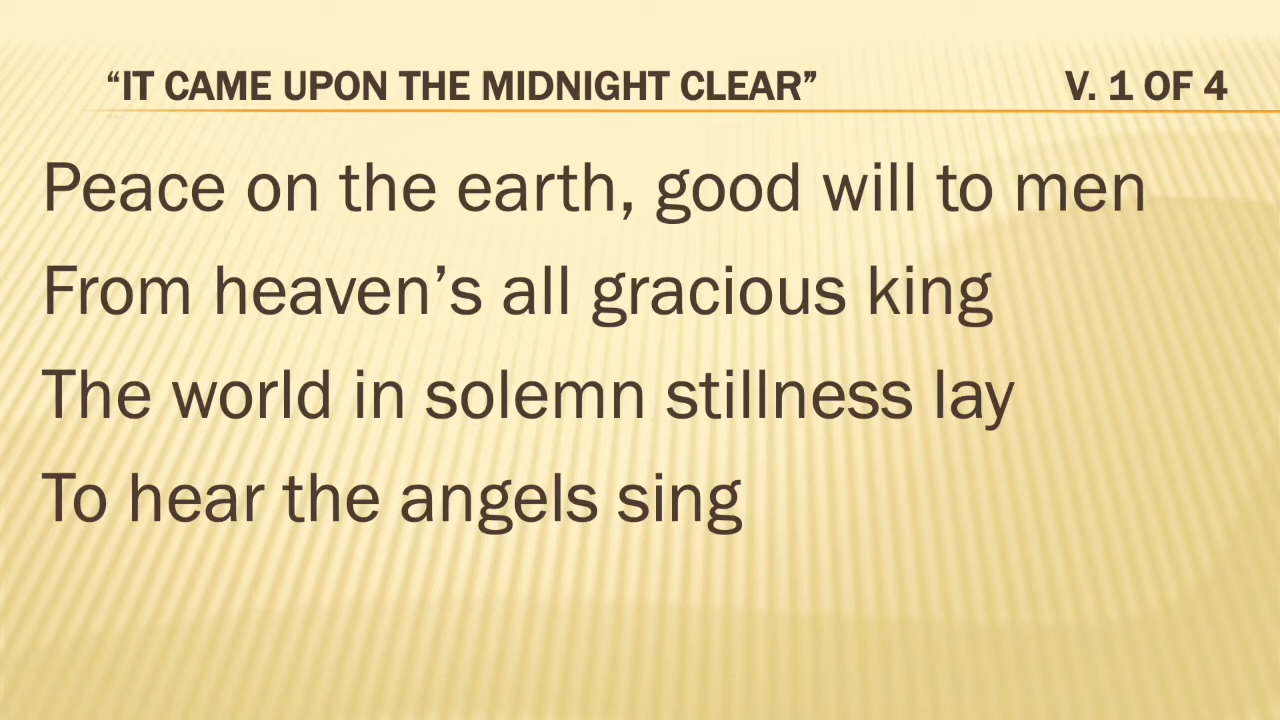 “IT CAME UPON THE MIDNIGHT CLEAR” V. 1 OF 4
Peace on the earth, good will to men
From heaven’s all gracious king
The world in solemn stillness lay
To hear the angels sing